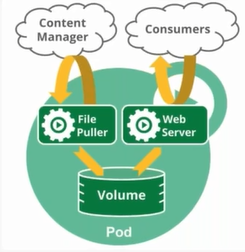 Content
Manager
Consumers
File
Puller
Web
Server
Volume
Pod